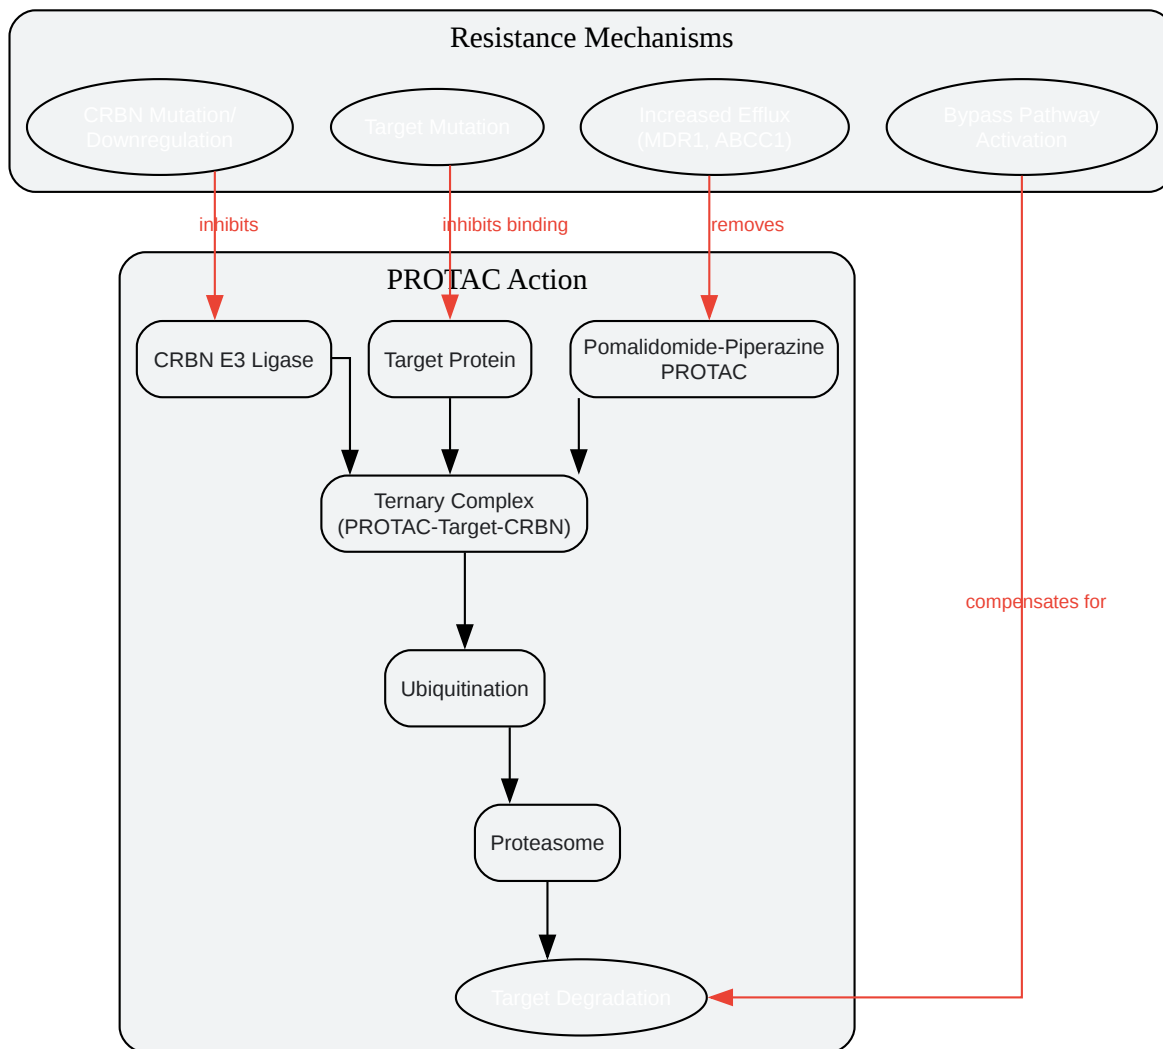 Resistance Mechanisms
CRBN Mutation/
Downregulation
Target Mutation
Increased Efflux
(MDR1, ABCC1)
Bypass Pathway
Activation
inhibits
inhibits binding
removes
PROTAC Action
CRBN E3 Ligase
Target Protein
Pomalidomide-Piperazine
PROTAC
Ternary Complex
(PROTAC-Target-CRBN)
compensates for
Ubiquitination
Proteasome
Target Degradation